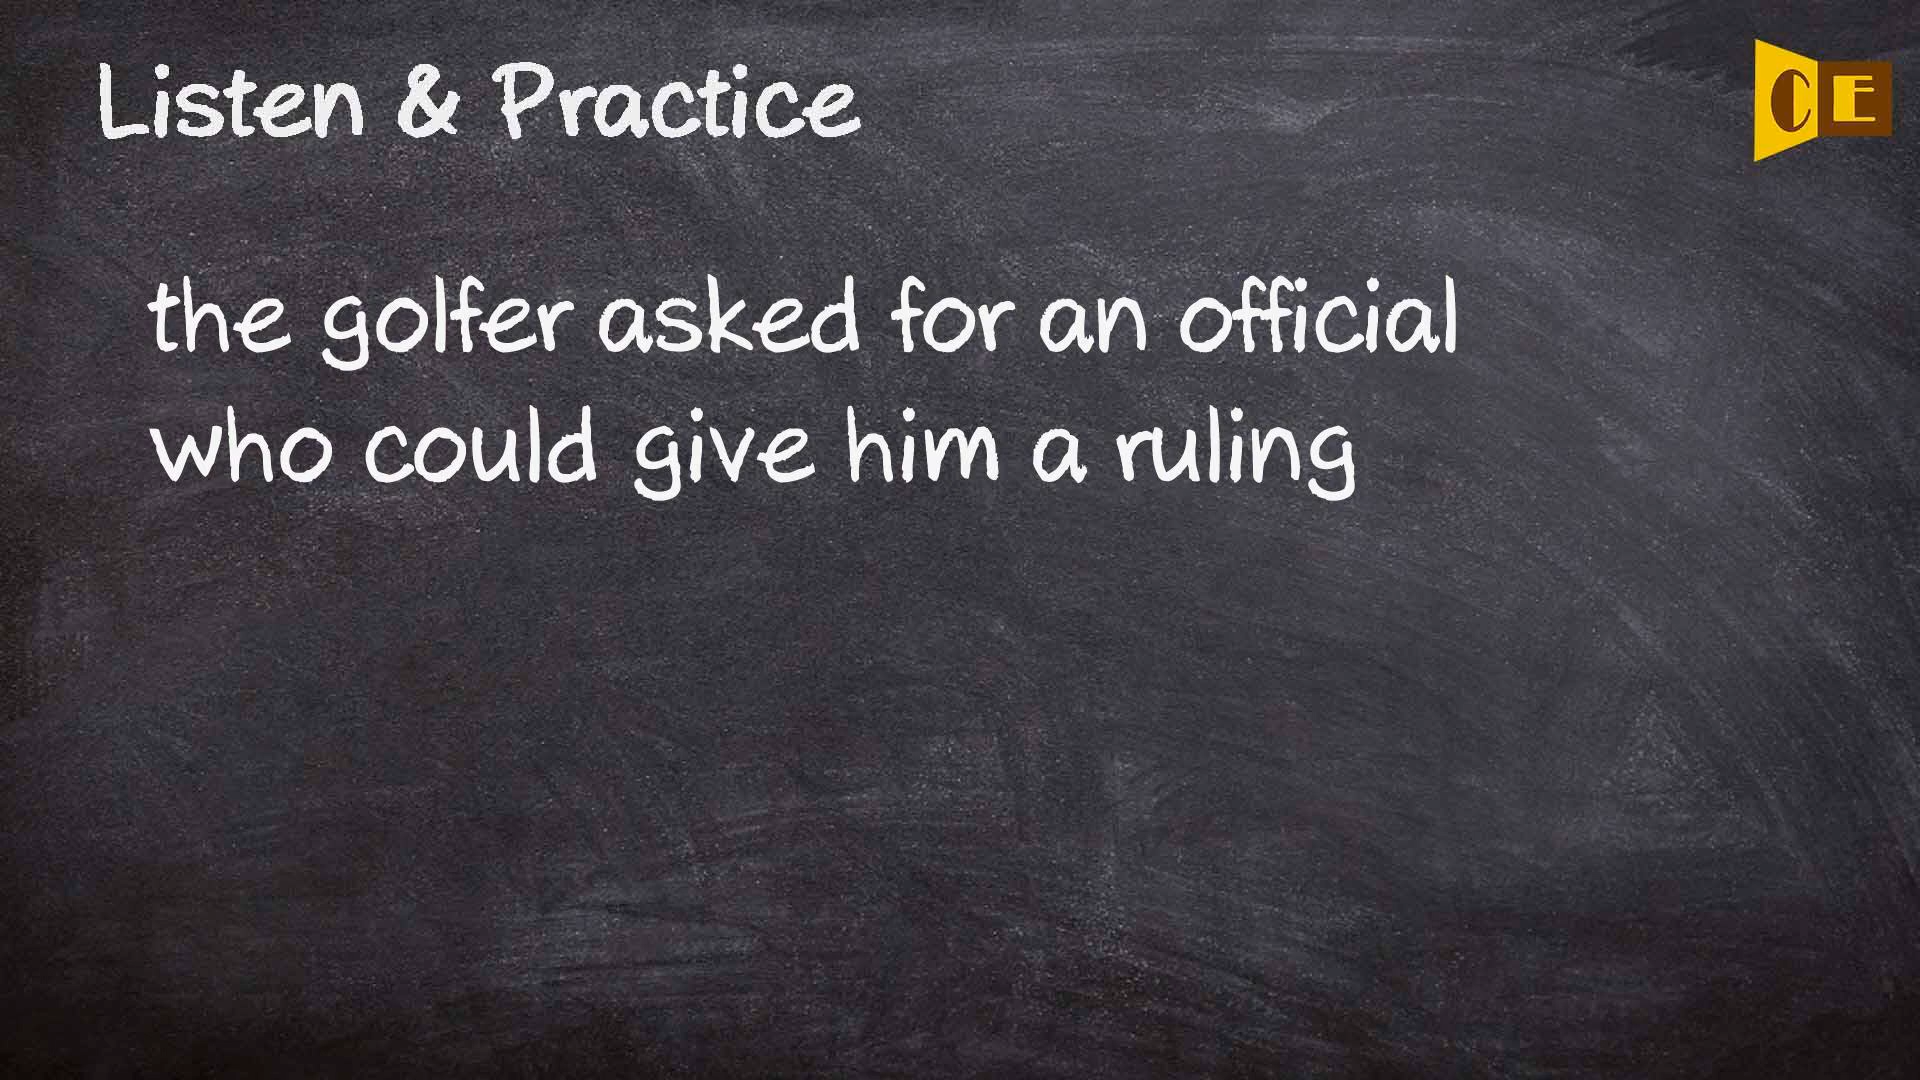 Listen & Practice
CE
the golfer asked for an official
who could give him a ruling